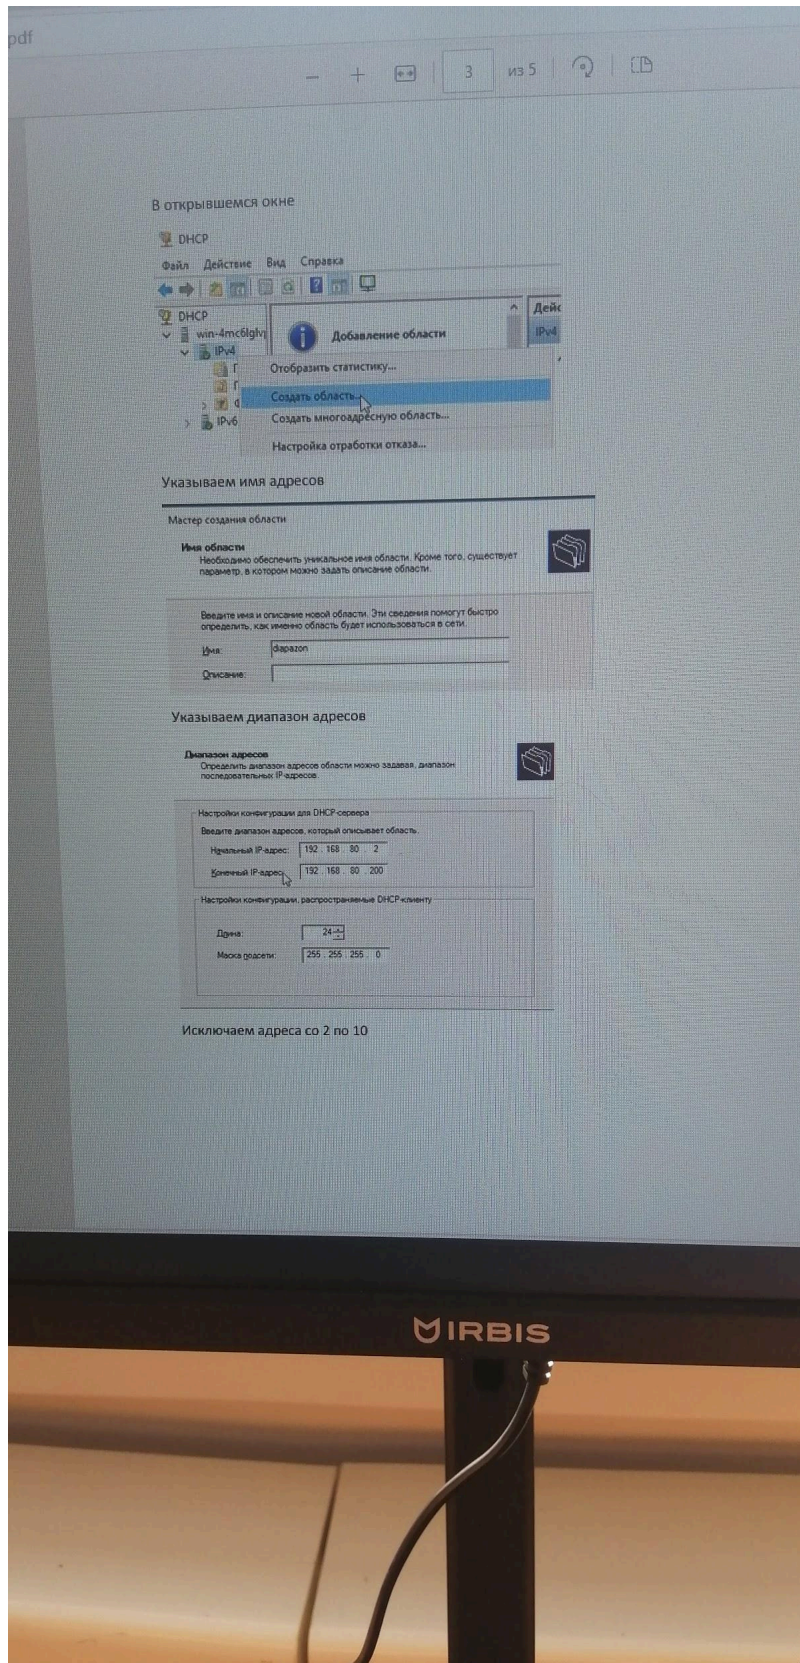 pdf
3 из 5
В открывшемся окне
DHCP
Файл Действие Вид Справка
DHCP
win-4mc6lglv
IPv4
IPv6
Добавление области
Дейс
IPv4
Отобразить статистику...
Создать область...
Создать многоадресную область...
Настройка отработки отказа...
Указываем имя адресов
Мастер создания области
Имя области
Необходимо обеспечить уникальное имя области. Кроме того, существует
параметр, в котором можно задать описание области.
Введите имя и описание новой области. Эти сведения помогут быстро
определить, как именно область будет использоваться в сети.
Имя: diapazon
Описание:
Указываем диапазон адресов
Диапазон адресов
Определить диапазон адресов области можно задавая, диапазон
последовательных IP-адресов.
Настройки конфигурации для DHCP-сервера
Введите диапазон адресов, который описывает область.
Начальный IP-адрес: 192 . 168 . 80 . 2
Конечный IP-адрес: 192 . 168 . 80 . 200
Настройки конфигурации, распространяемые DHCP-клиенту
Длина: 24
Маска подсети: 255 . 255 . 255 . 0
Исключаем адреса со 2 по 10
IRBIS